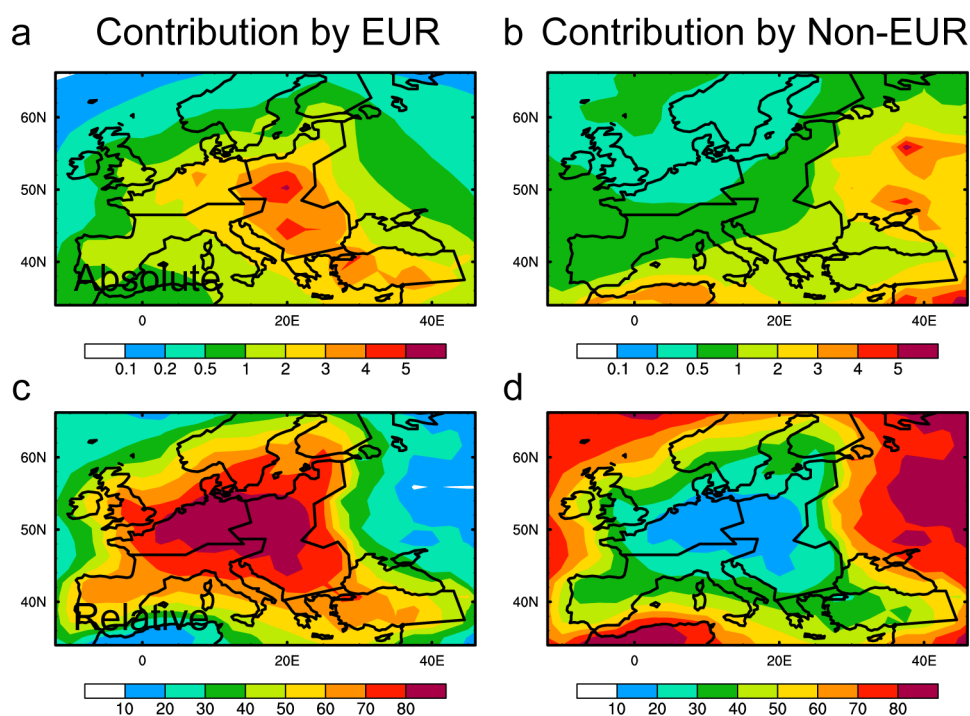 a Contribution by EUR
b Contribution by Non-EUR
60N
50N
40N
Absolute
0 20E 40E
0.1 0.2 0.5 1 2 3 4 5
60N
50N
40N
0 20E 40E
0.1 0.2 0.5 1 2 3 4 5
c
d
60N
50N
40N
Relative
0 20E 40E
10 20 30 40 50 60 70 80
60N
50N
40N
0 20E 40E
10 20 30 40 50 60 70 80